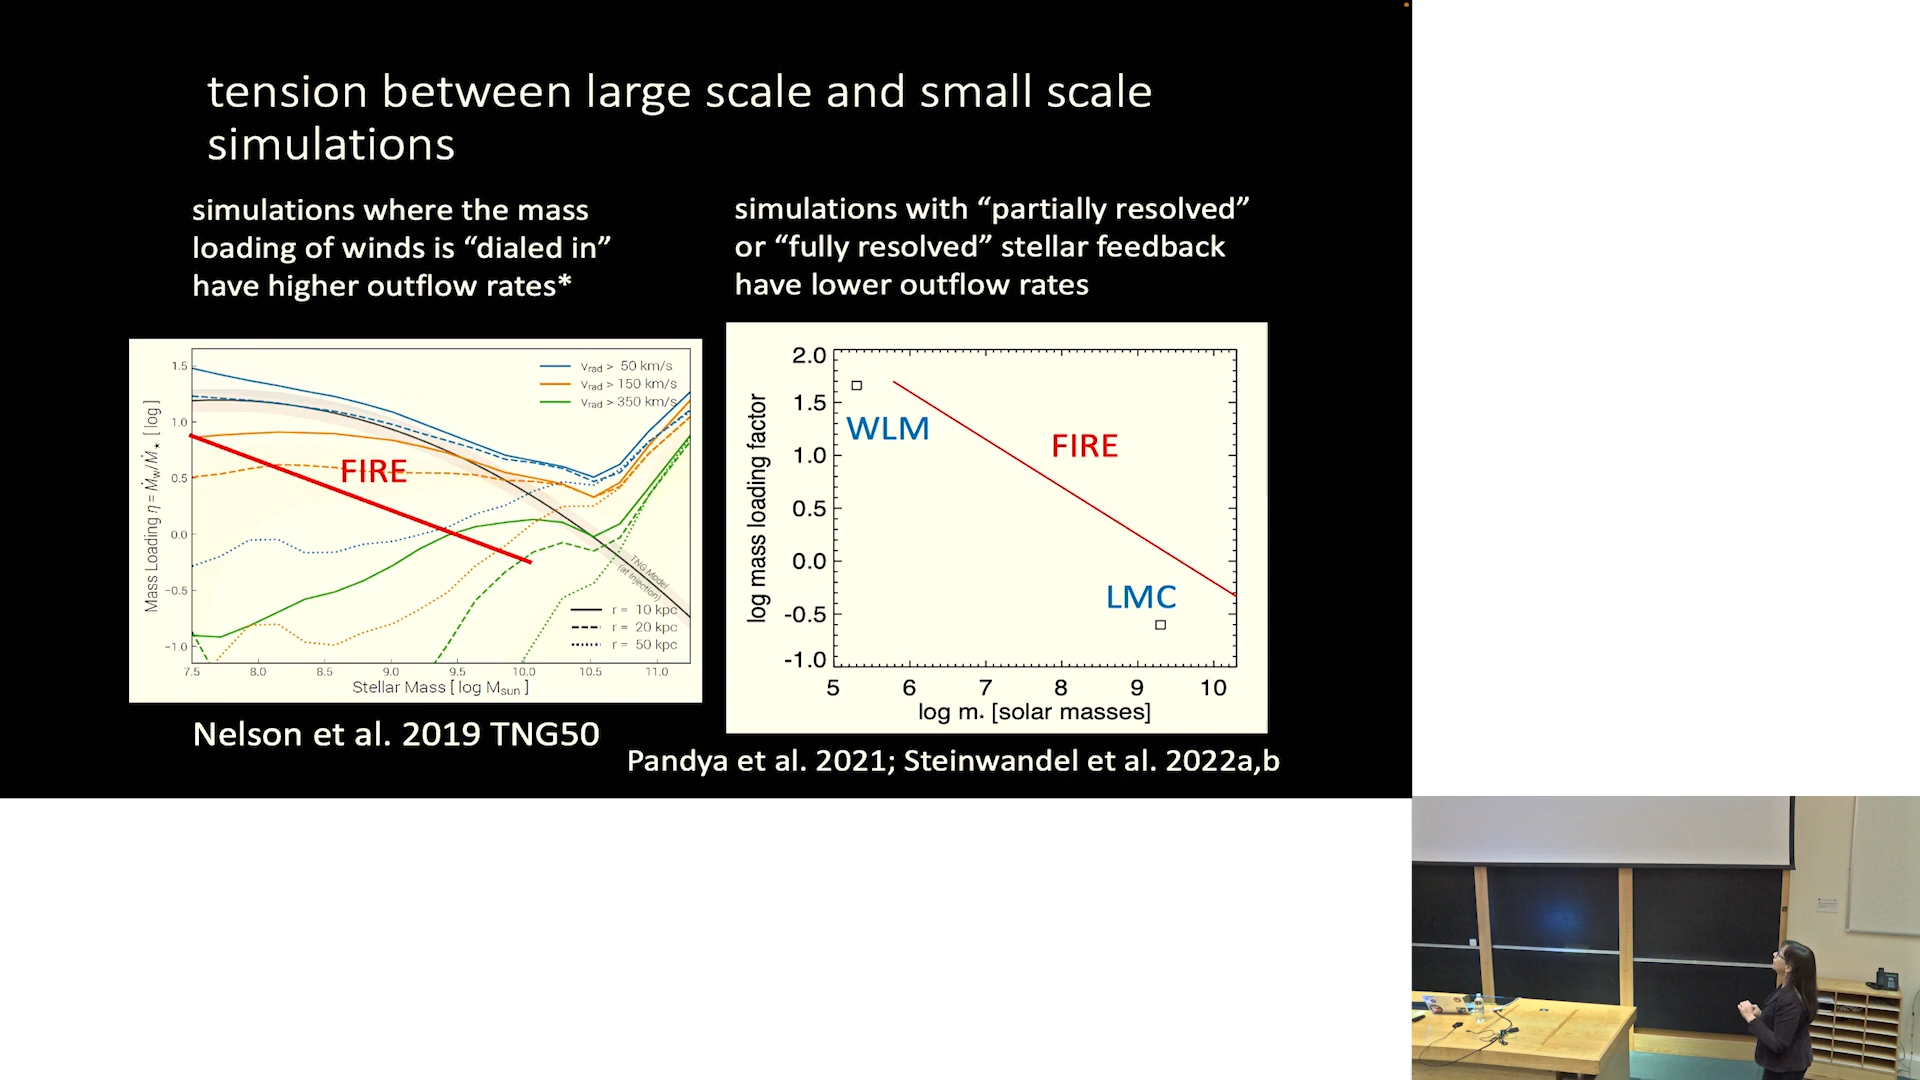 tension between large scale and small scale
simulations
simulations where the mass
loading of winds is “dialed in”
have higher outflow rates*
simulations with “partially resolved”
or “fully resolved” stellar feedback
have lower outflow rates
Mass Loading η = Ṁw/Ṁ⋆ [ log ]
1.5
1.0
0.5
0.0
−0.5
−1.0
vrad > 50 km/s
vrad > 150 km/s
vrad > 350 km/s
FIRE
TNG Model
(at injection)
r = 10 kpc
r = 20 kpc
r = 50 kpc
7.5 8.0 8.5 9.0 9.5 10.0 10.5 11.0
Stellar Mass [ log Msun ]
Nelson et al. 2019 TNG50
log mass loading factor
2.0
1.5
1.0
0.5
0.0
-0.5
-1.0
WLM
FIRE
LMC
5 6 7 8 9 10
log m* [solar masses]
Pandya et al. 2021; Steinwandel et al. 2022a,b